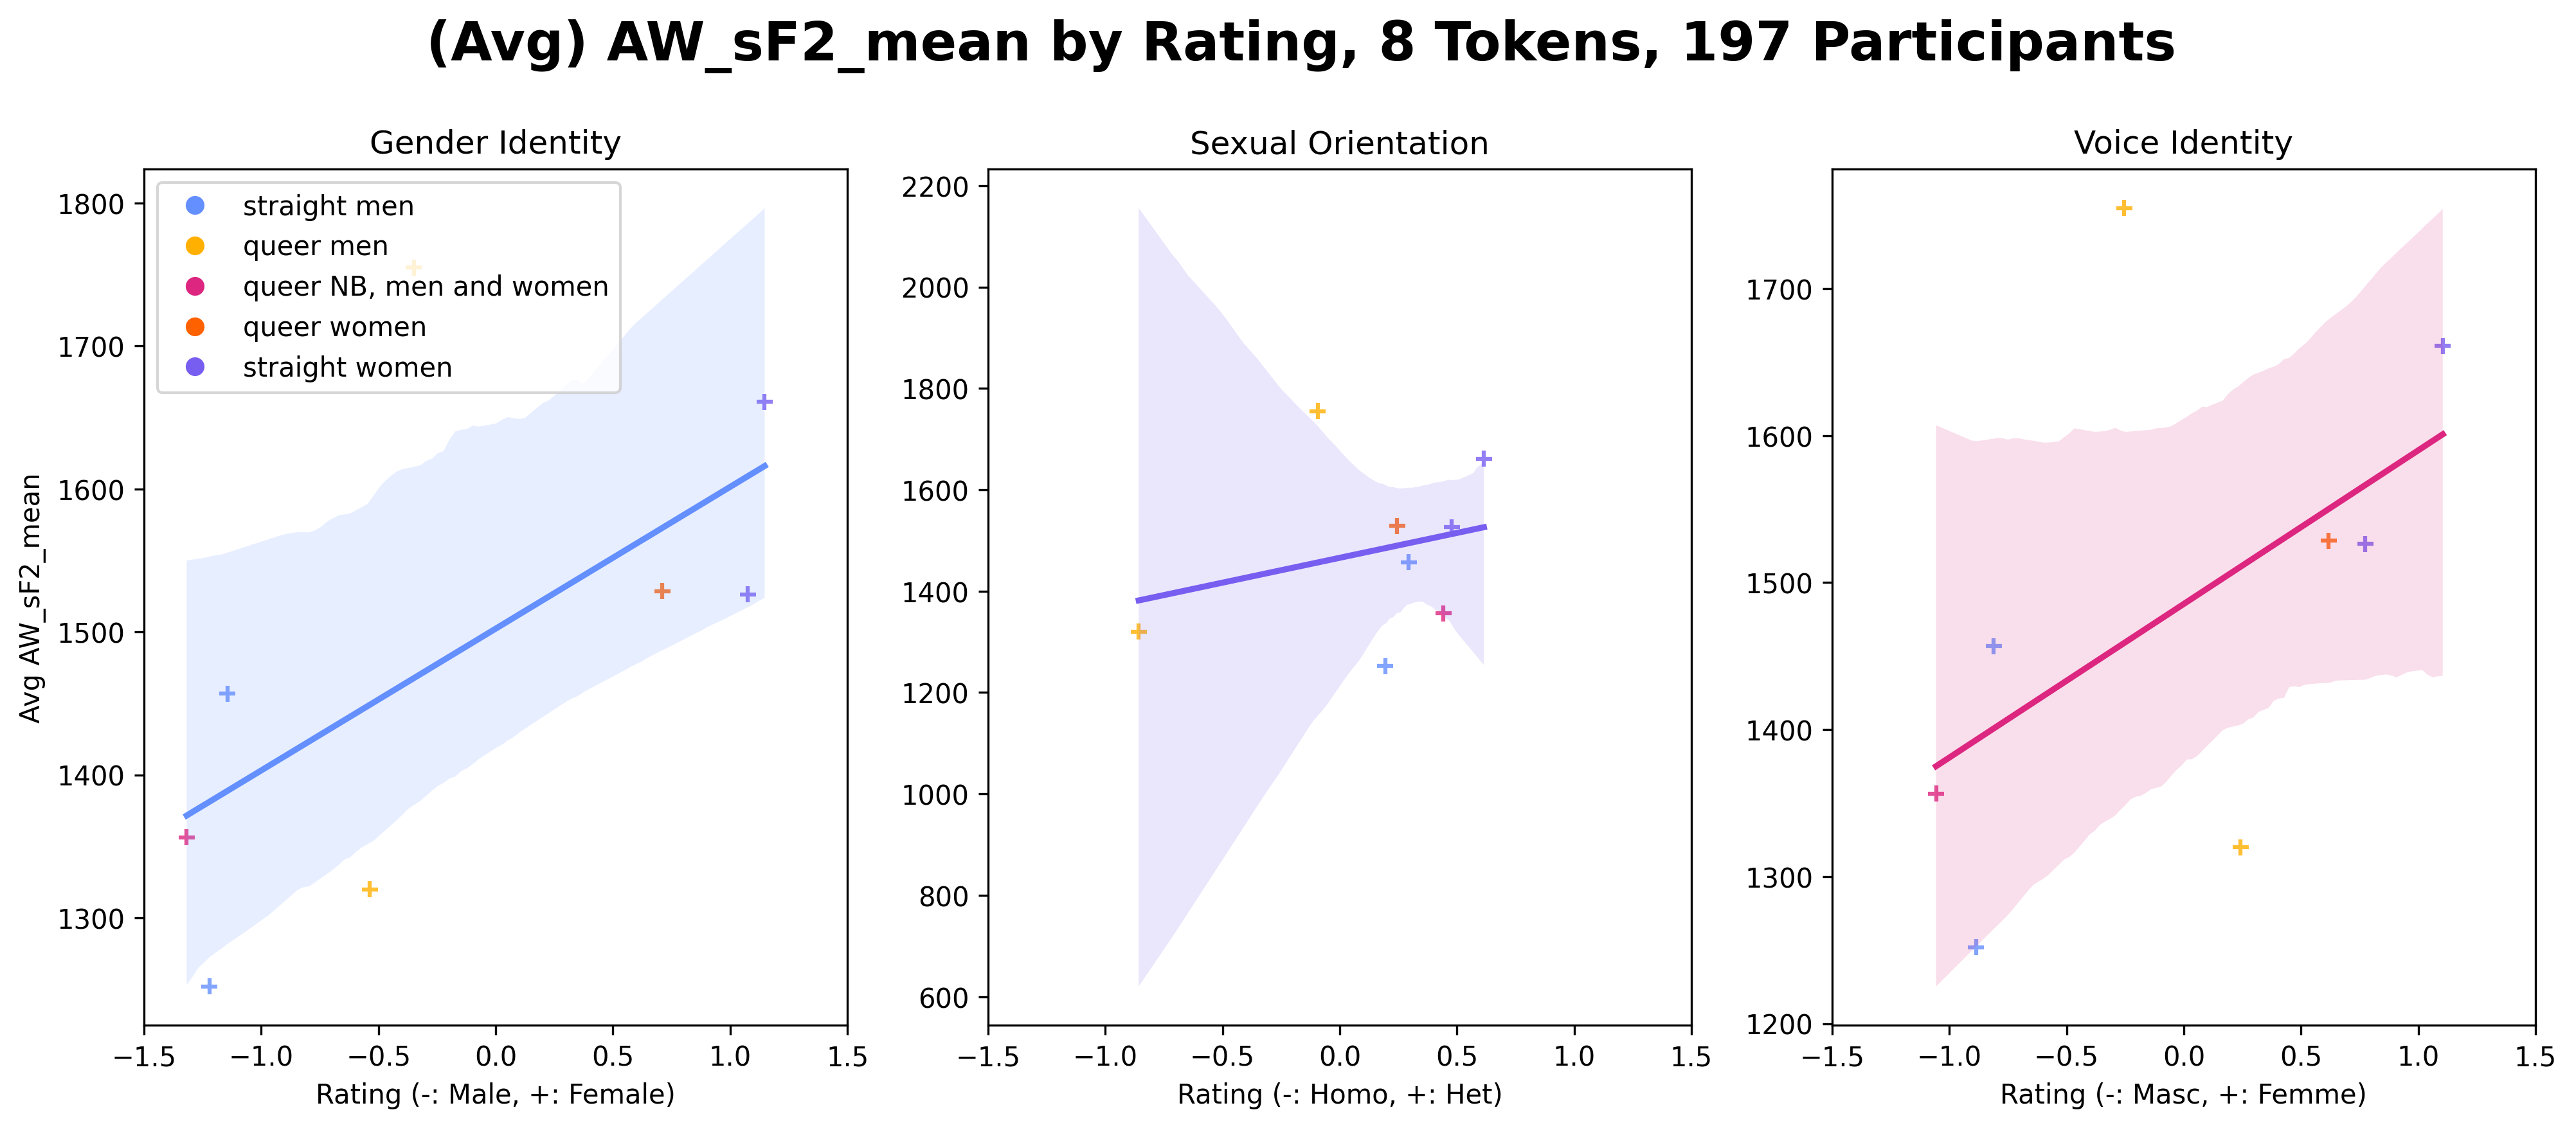 (Avg) AW_sF2_mean by Rating, 8 Tokens, 197 Participants
Gender Identity
straight men
queer men
queer NB, men and women
queer women
straight women
1800
1700
1600
1500
1400
1300
Avg AW_sF2_mean
−1.5 −1.0 −0.5 0.0 0.5 1.0 1.5
Rating (-: Male, +: Female)
Sexual Orientation
2200
2000
1800
1600
1400
1200
1000
800
600
−1.5 −1.0 −0.5 0.0 0.5 1.0 1.5
Rating (-: Homo, +: Het)
Voice Identity
1700
1600
1500
1400
1300
1200
−1.5 −1.0 −0.5 0.0 0.5 1.0 1.5
Rating (-: Masc, +: Femme)